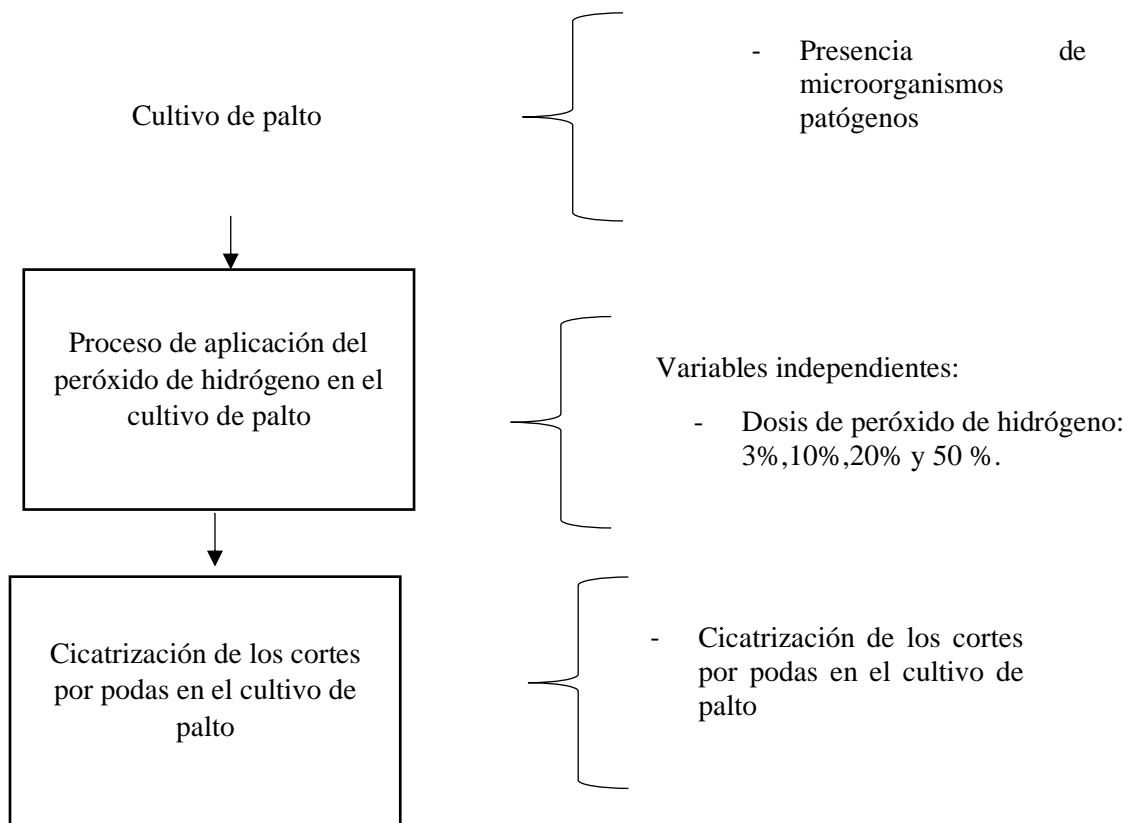 Cultivo de palto
- Presencia de
microorganismos
patógenos
Proceso de aplicación del
peróxido de hidrógeno en el
cultivo de palto
Variables independientes:
- Dosis de peróxido de hidrógeno:
3%,10%,20% y 50 %.
Cicatrización de los cortes
por podas en el cultivo de
palto
- Cicatrización de los cortes
por podas en el cultivo de
palto